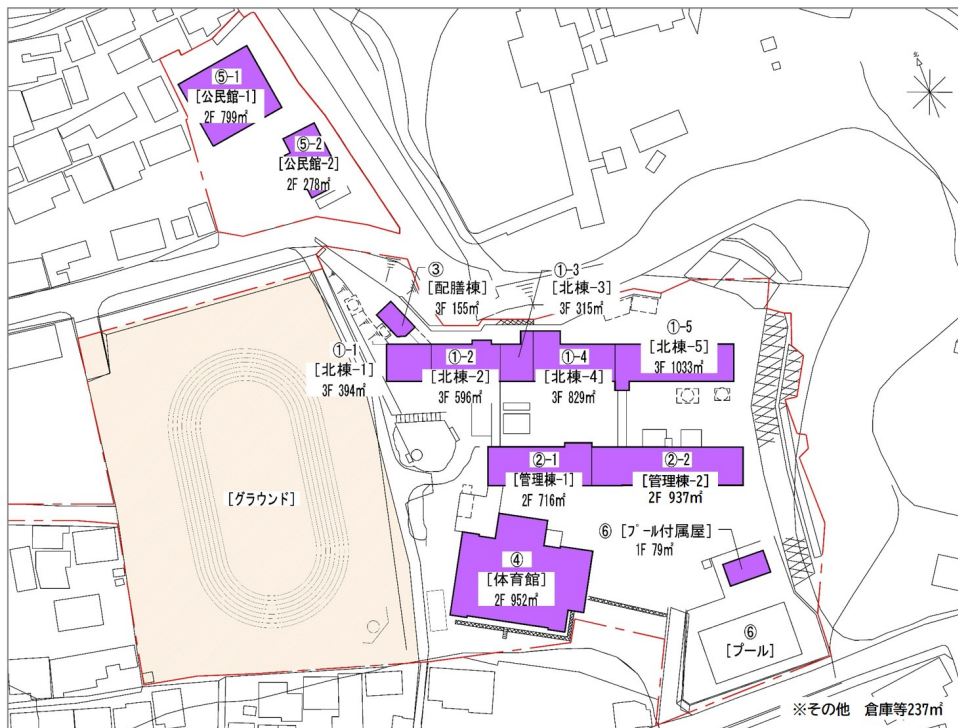 ⑤-1
[公民館-1]
2F 799㎡
⑤-2
[公民館-2]
2F 278㎡
北
③
[配膳棟]
3F 155㎡
①-3
[北棟-3]
3F 315㎡
①-1
[北棟-1]
3F 394㎡
①-2
[北棟-2]
3F 596㎡
①-4
[北棟-4]
3F 829㎡
①-5
[北棟-5]
3F 1033㎡
②-1
[管理棟-1]
2F 716㎡
②-2
[管理棟-2]
2F 937㎡
[グラウンド]
④
[体育館]
2F 952㎡
⑥ [プール付属屋]
1F 79㎡
⑥
[プール]
※その他 倉庫等237㎡